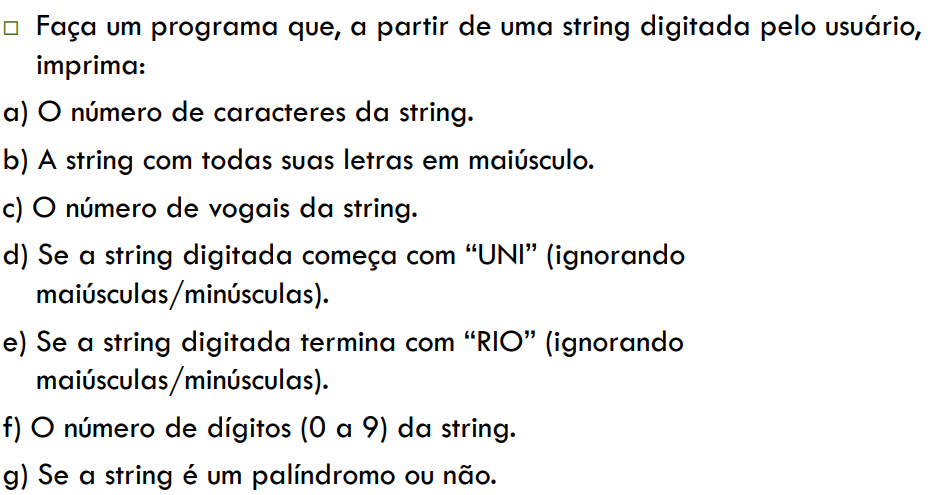 Faça um programa que, a partir de uma string digitada pelo usuário,
imprima:
a) O número de caracteres da string.
b) A string com todas suas letras em maiúsculo.
c) O número de vogais da string.
d) Se a string digitada começa com “UNI” (ignorando
maiúsculas/minúsculas).
e) Se a string digitada termina com “RIO” (ignorando
maiúsculas/minúsculas).
f) O número de dígitos (0 a 9) da string.
g) Se a string é um palíndromo ou não.